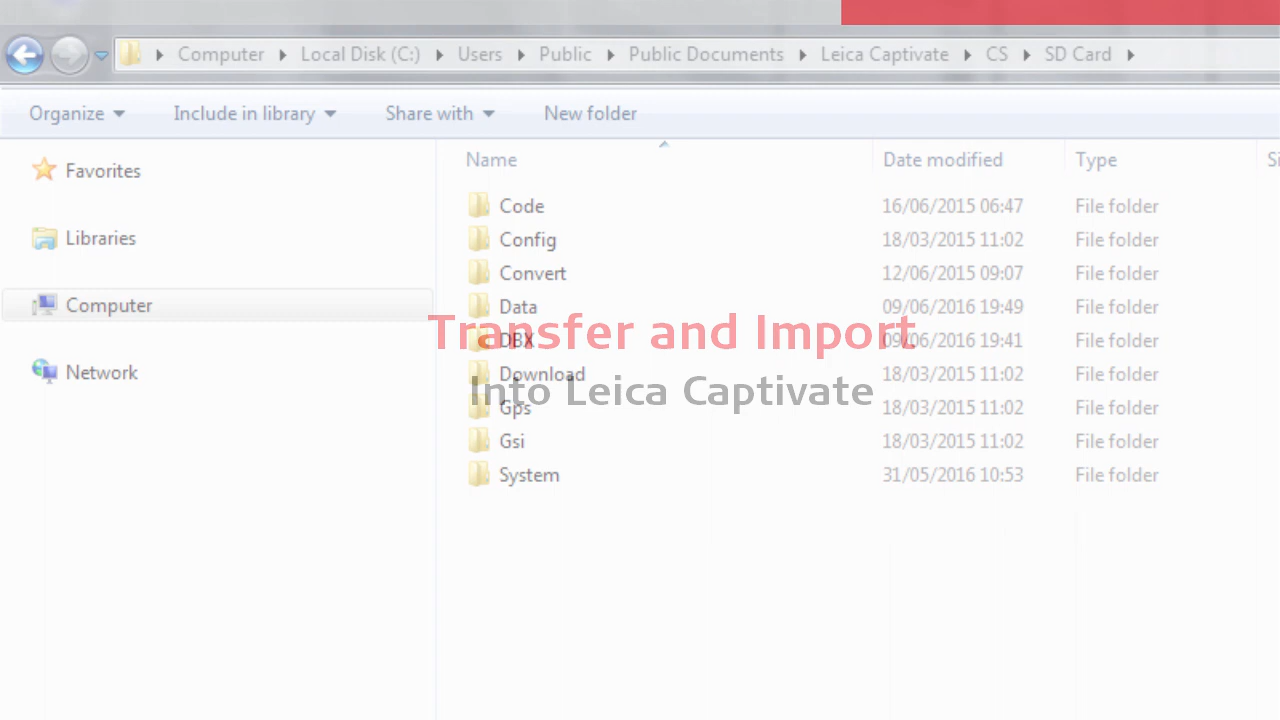 Computer Local Disk (C:) Users Public Public Documents Leica Captivate CS SD Card
Organize Include in library Share with New folder
Favorites
Libraries
Computer
Network
Name Date modified Type
Code 16/06/2015 06:47 File folder
Config 18/03/2015 11:02 File folder
Convert 12/06/2015 09:07 File folder
Data 09/06/2016 19:49 File folder
DBX 09/06/2016 19:41 File folder
Download 18/03/2015 11:02 File folder
Gps 18/03/2015 11:02 File folder
Gsi 18/03/2015 11:02 File folder
System 31/05/2016 10:53 File folder
Transfer and Import
Into Leica Captivate